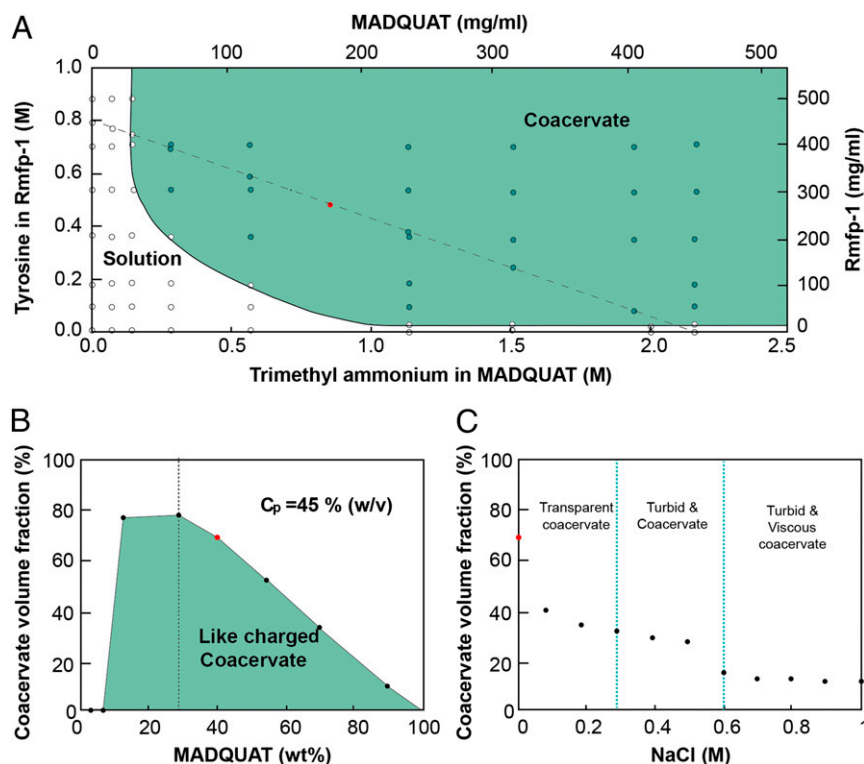 A
MADQUAT (mg/ml)
0 100 200 300 400 500
1.0
0.8
0.6
0.4
0.2
0.0
Tyrosine in Rmfp-1 (M)
Coacervate
Solution
500
400
300
200
100
0
Rmfp-1 (mg/ml)
0.0 0.5 1.0 1.5 2.0 2.5
Trimethyl ammonium in MADQUAT (M)
B
Coacervate volume fraction (%)
100
80
60
40
20
0
Cp =45 % (w/v)
Like charged
Coacervate
20 40 60 80 100
MADQUAT (wt%)
C
Coacervate volume fraction (%)
100
80
60
40
20
0
Transparent
coacervate
Turbid &
Coacervate
Turbid &
Viscous
coacervate
0 0.2 0.4 0.6 0.8 1
NaCl (M)